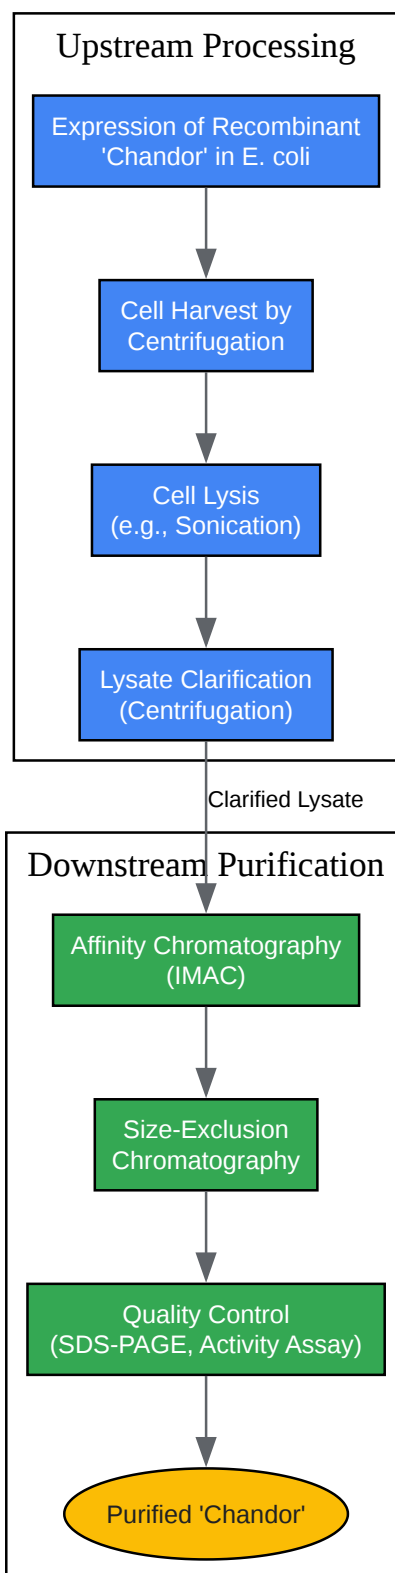 Upstream Processing
Expression of Recombinant
'Chandor' in E. coli
Cell Harvest by
Centrifugation
Cell Lysis
(e.g., Sonication)
Lysate Clarification
(Centrifugation)
Clarified Lysate
Downstream Purification
Affinity Chromatography
(IMAC)
Size-Exclusion
Chromatography
Quality Control
(SDS-PAGE, Activity Assay)
Purified 'Chandor'